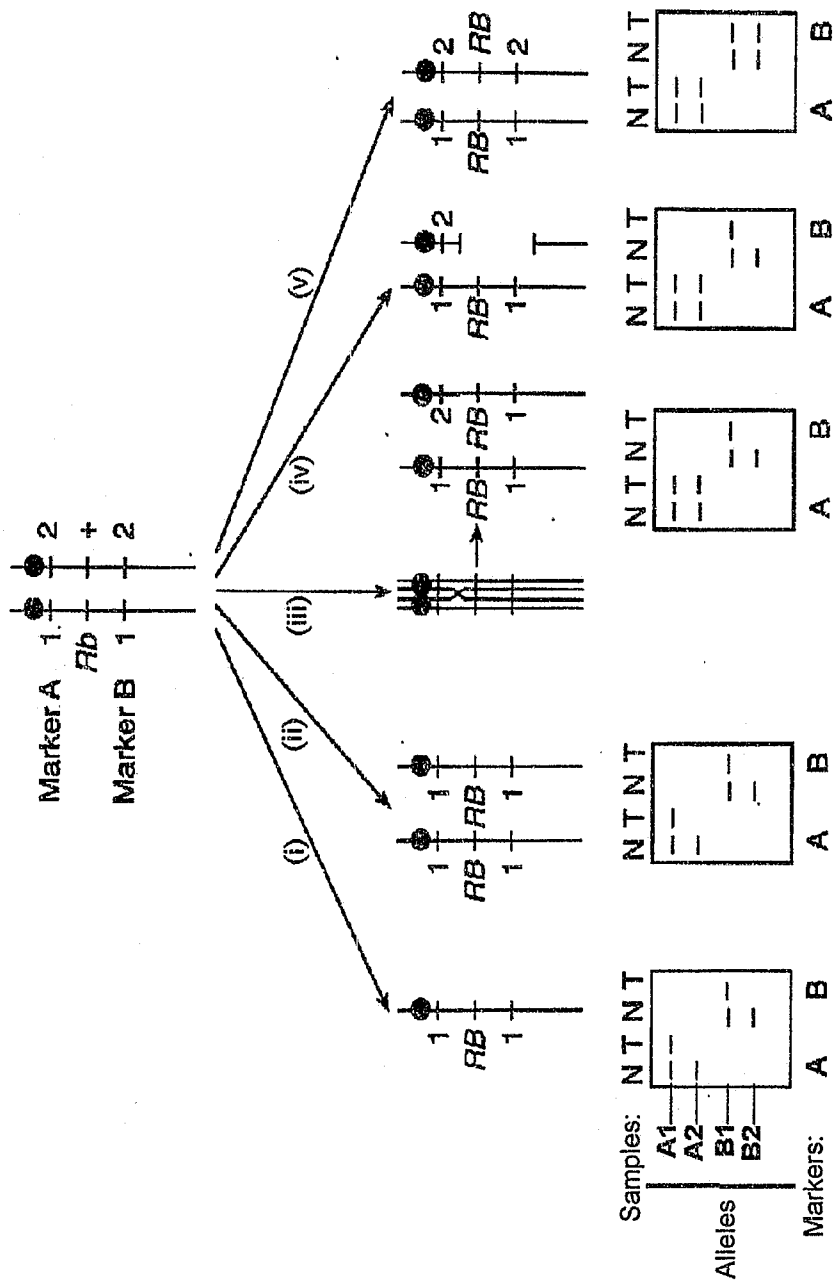 Marker A 1. 2
Rb +
Marker B 1 2
(i) (ii) (iii) (iv) (v)
1 1 1 1 2 1 2 1 2
RB RB RB RB RB RB RB RB
1 1 1 1 1 1 1 2
Samples: N T N T N T N T N T N T N T N T N T N T
A1
A2
Alleles
B1
B2
Markers: A B A B A B A B A B